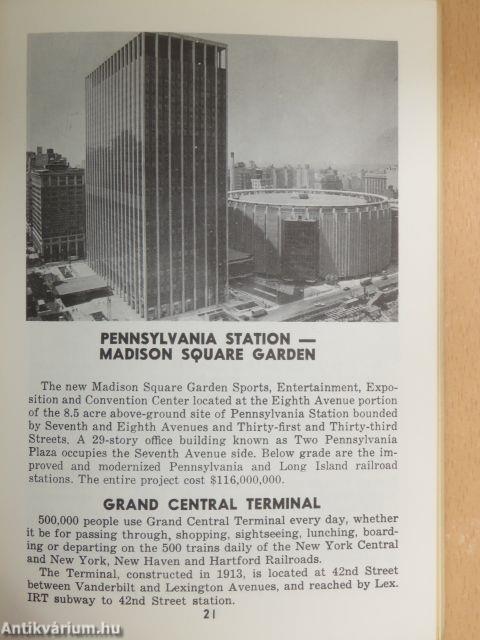 PENNSYLVANIA STATION —
MADISON SQUARE GARDEN
The new Madison Square Garden Sports, Entertainment, Expo-
sition and Convention Center located at the Eighth Avenue portion
of the 8.5 acre above-ground site of Pennsylvania Station bounded
by Seventh and Eighth Avenues and Thirty-first and Thirty-third
Streets. A 29-story office building known as Two Pennsylvania
Plaza occupies the Seventh Avenue side. Below grade are the im-
proved and modernized Pennsylvania and Long Island railroad
stations. The entire project cost $116,000,000.
GRAND CENTRAL TERMINAL
500,000 people use Grand Central Terminal every day, whether
it be for passing through, shopping, sightseeing, lunching, board-
ing or departing on the 500 trains daily of the New York Central
and New York, New Haven and Hartford Railroads.
The Terminal, constructed in 1913, is located at 42nd Street
between Vanderbilt and Lexington Avenues, and reached by Lex.
IRT subway to 42nd Street station.
21
Antikvárium.hu